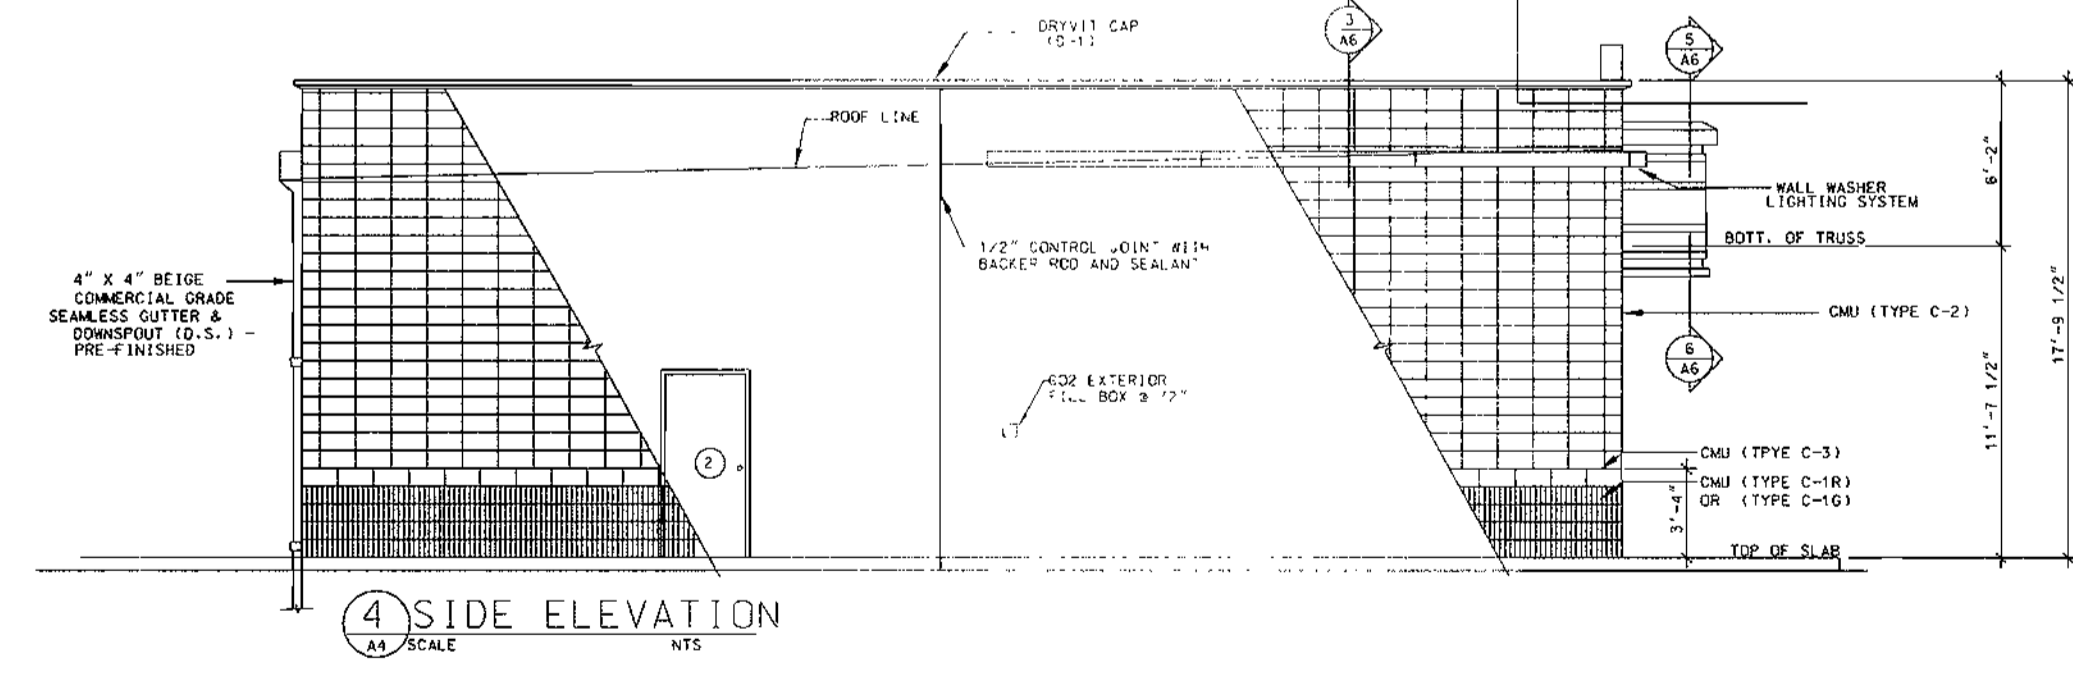 DRYVIT CAP
3
A6
5
A6
ROOF LINE
6'-2"
WALL WASHER
LIGHTING SYSTEM
BOTT. OF TRUSS
1/2" CONTROL JOINT WITH
BACKER ROD AND SEALANT
4" X 4" BEIGE
COMMERCIAL GRADE
SEAMLESS GUTTER &
DOWNSPOUT (D.S.) -
PRE-FINISHED
17'-9 1/2"
CMU (TYPE C-2)
6
A6
CO2 EXTERIOR
FILL BOX @ 72"
11'-7 1/2"
2
CMU (TPYE C-3)
CMU (TYPE C-1R)
OR (TYPE C-1G)
3'-4"
TOP OF SLAB
4
A4
SIDE ELEVATION
SCALE NTS